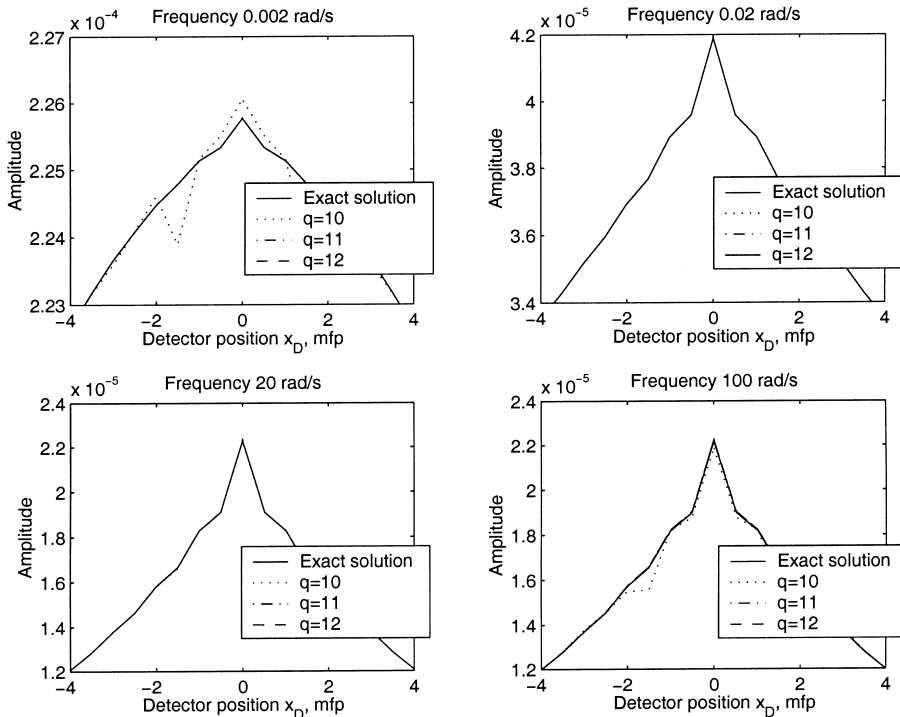 x 10⁻⁴ Frequency 0.002 rad/s
2.27
2.26
2.25
2.24
2.23
Amplitude
Exact solution
q=10
q=11
q=12
−4 −2 0 2 4
Detector position x_D, mfp
x 10⁻⁵ Frequency 0.02 rad/s
4.2
4
3.8
3.6
3.4
Amplitude
Exact solution
q=10
q=11
q=12
−4 −2 0 2 4
Detector position x_D, mfp
x 10⁻⁵ Frequency 20 rad/s
2.4
2.2
2
1.8
1.6
1.4
1.2
Amplitude
Exact solution
q=10
q=11
q=12
−4 −2 0 2 4
Detector position x_D, mfp
x 10⁻⁵ Frequency 100 rad/s
2.4
2.2
2
1.8
1.6
1.4
1.2
Amplitude
Exact solution
q=10
q=11
q=12
−4 −2 0 2 4
Detector position x_D, mfp